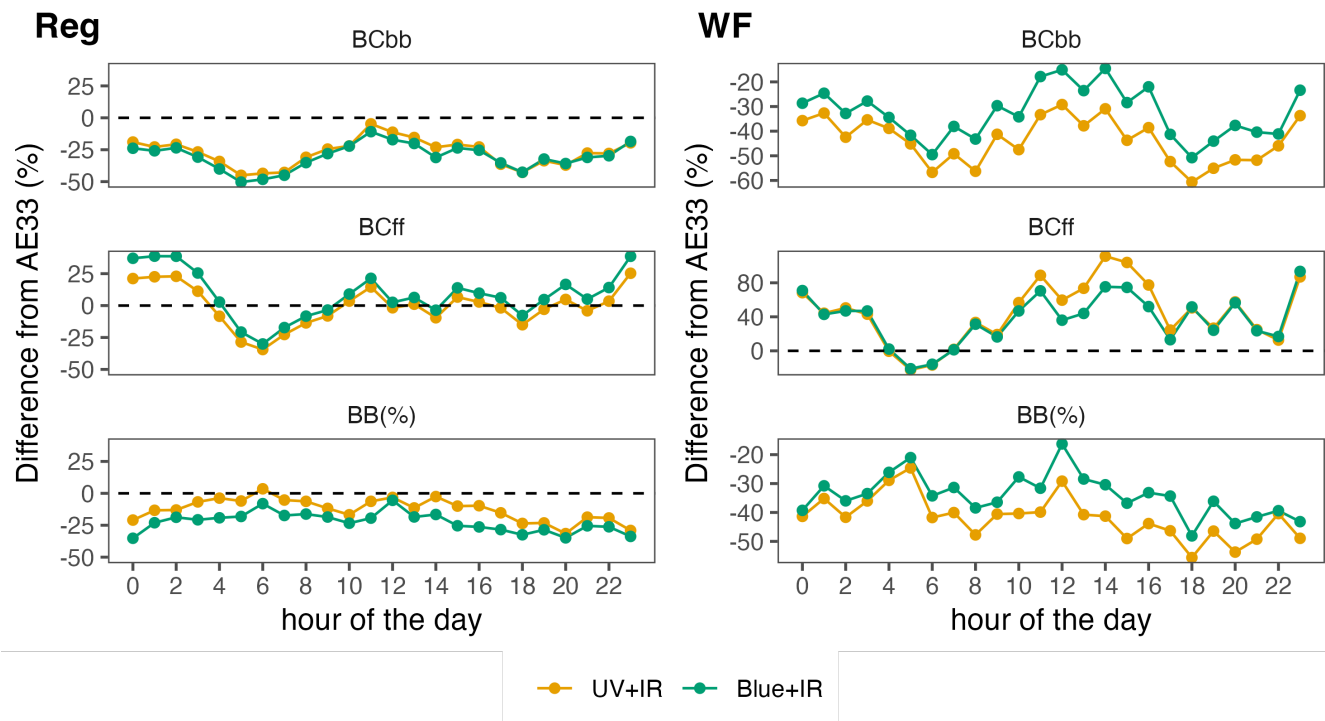 Reg
BCbb
25
0
-25
-50
BCff
25
0
-25
-50
BB(%)
25
0
-25
-50
0 2 4 6 8 10 12 14 16 18 20 22
hour of the day
Difference from AE33 (%)
WF
BCbb
-20
-30
-40
-50
-60
BCff
80
40
0
BB(%)
-20
-30
-40
-50
0 2 4 6 8 10 12 14 16 18 20 22
hour of the day
Difference from AE33 (%)
UV+IR Blue+IR